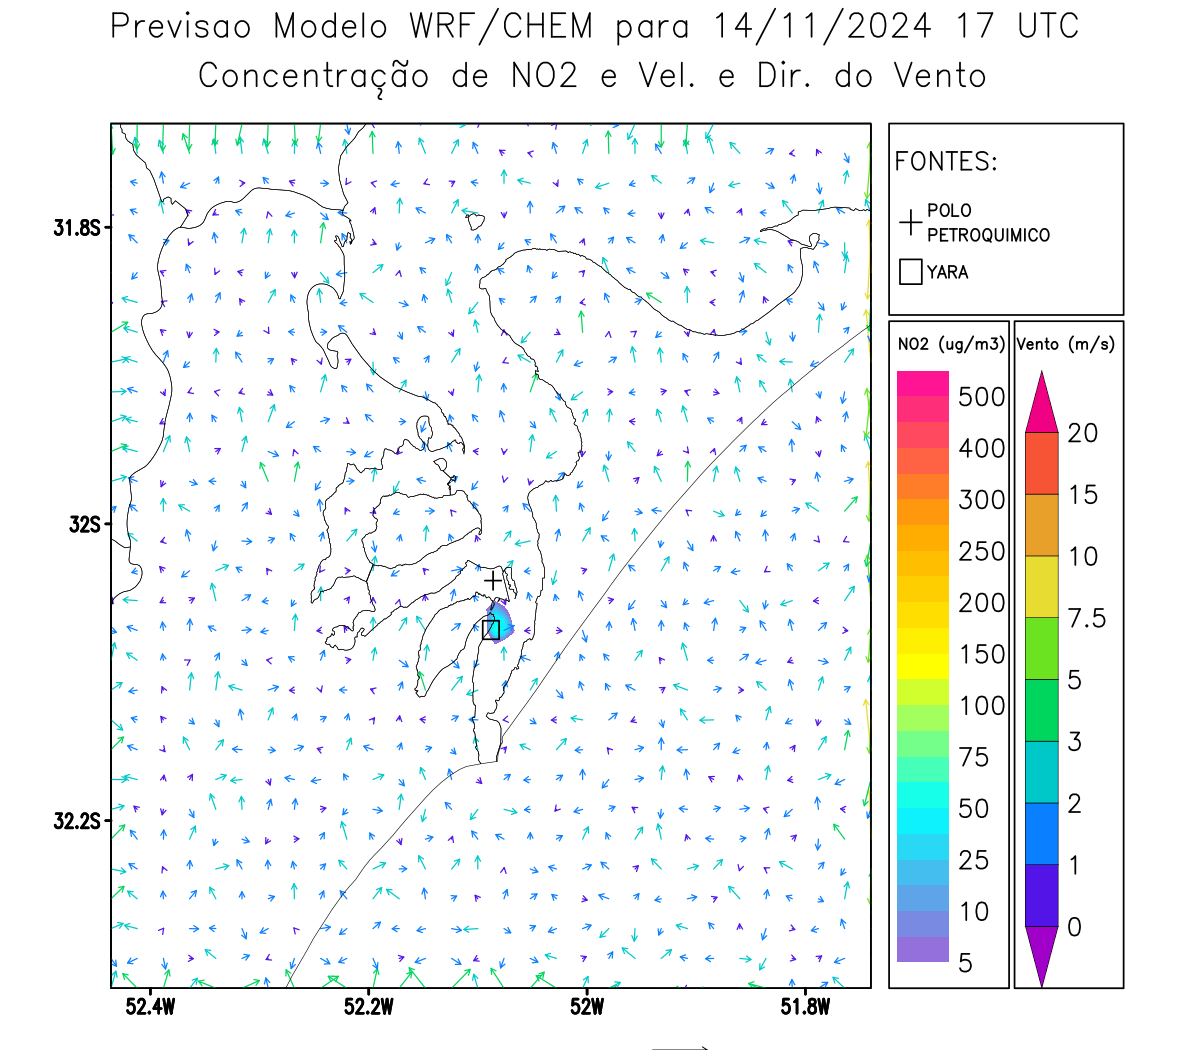 Previsao Modelo WRF/CHEM para 14/11/2024 17 UTC
Concentração de NO2 e Vel. e Dir. do Vento
FONTES:
POLO
PETROQUIMICO
YARA
NO2 (ug/m3)
500
400
300
250
200
150
100
75
50
25
10
5
Vento (m/s)
20
15
10
7.5
5
3
2
1
0
31.8S
32S
32.2S
52.4W
52.2W
52W
51.8W